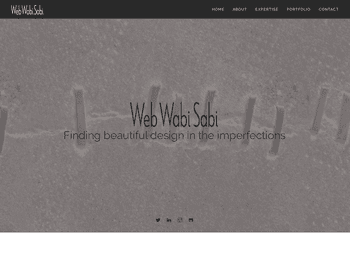 Web Wabi Sabi
HOME ABOUT EXPERTISE PORTFOLIO CONTACT
Web Wabi Sabi
Finding beautiful design in the imperfections